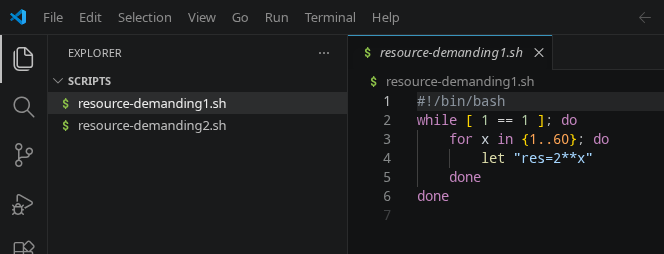 File Edit Selection View Go Run Terminal Help
EXPLORER ...
SCRIPTS
$ resource-demanding1.sh
$ resource-demanding2.sh
$ resource-demanding1.sh
$ resource-demanding1.sh
1 #!/bin/bash
2 while [ 1 == 1 ]; do
3 for x in {1..60}; do
4 let "res=2**x"
5 done
6 done
7